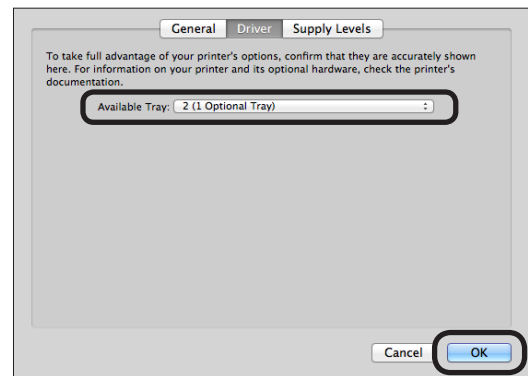 General Driver Supply Levels
To take full advantage of your printer's options, confirm that they are accurately shown
here. For information on your printer and its optional hardware, check the printer's
documentation.
Available Tray: 2 (1 Optional Tray)
Cancel OK